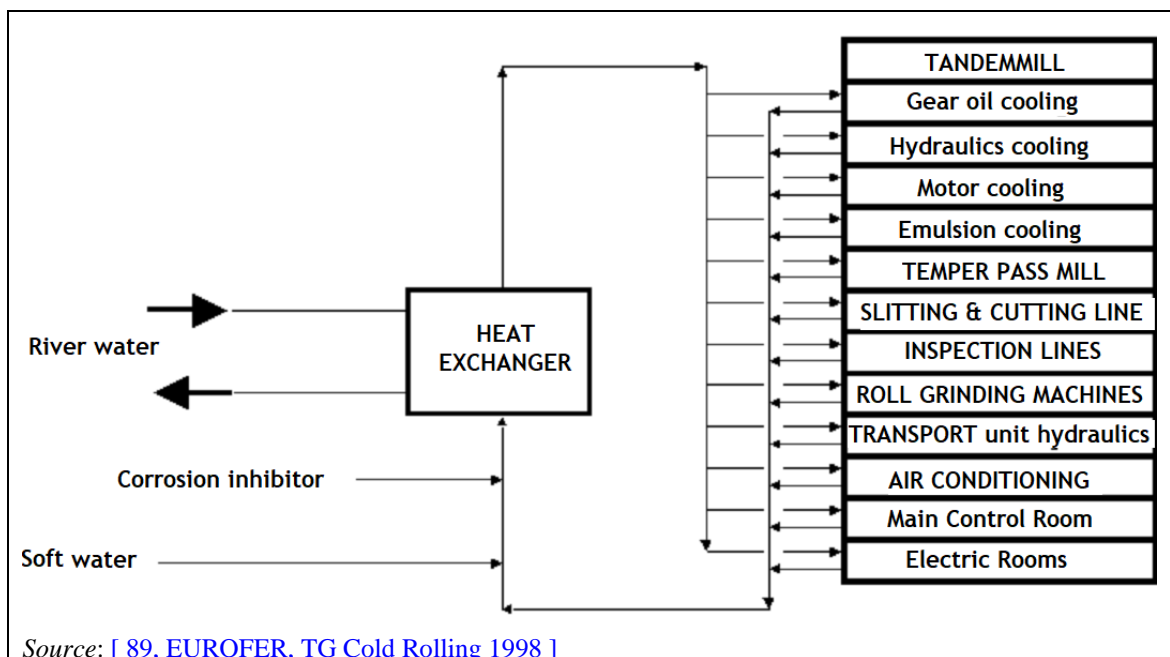 TANDEMMILL
Gear oil cooling
Hydraulics cooling
Motor cooling
Emulsion cooling
TEMPER PASS MILL
SLITTING & CUTTING LINE
INSPECTION LINES
ROLL GRINDING MACHINES
TRANSPORT unit hydraulics
AIR CONDITIONING
Main Control Room
Electric Rooms
HEAT
EXCHANGER
River water
Corrosion inhibitor
Soft water
Source: [ 89, EUROFER, TG Cold Rolling 1998 ]